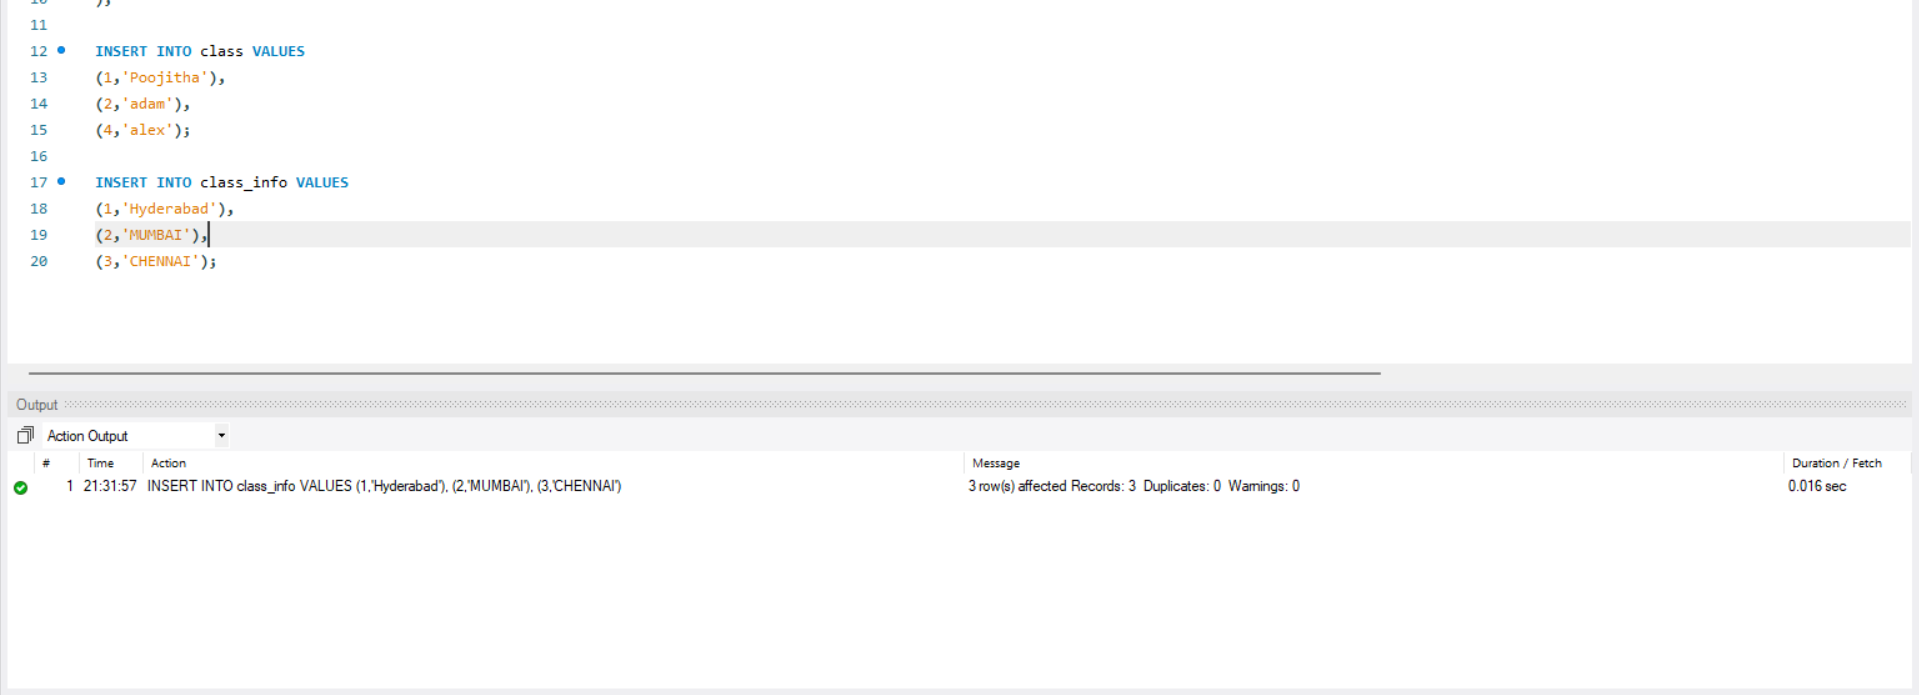 10 );
11
12 INSERT INTO class VALUES
13 (1,'Poojitha'),
14 (2,'adam'),
15 (4,'alex');
16
17 INSERT INTO class_info VALUES
18 (1,'Hyderabad'),
19 (2,'MUMBAI'),
20 (3,'CHENNAI');
Output
Action Output
# Time Action Message Duration / Fetch
1 21:31:57 INSERT INTO class_info VALUES (1,'Hyderabad'), (2,'MUMBAI'), (3,'CHENNAI') 3 row(s) affected Records: 3 Duplicates: 0 Warnings: 0 0.016 sec